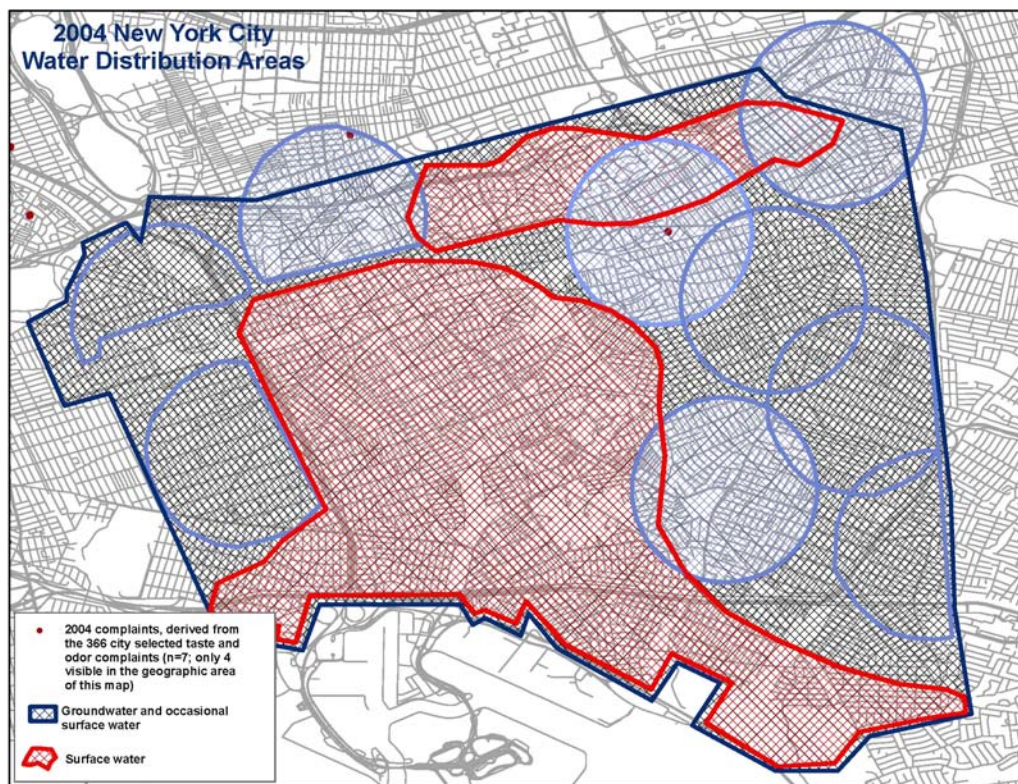 2004 New York City
Water Distribution Areas
2004 complaints, derived from
the 366 city selected taste and
odor complaints (n=7; only 4
visible in the geographic area
of this map)
Groundwater and occasional
surface water
Surface water